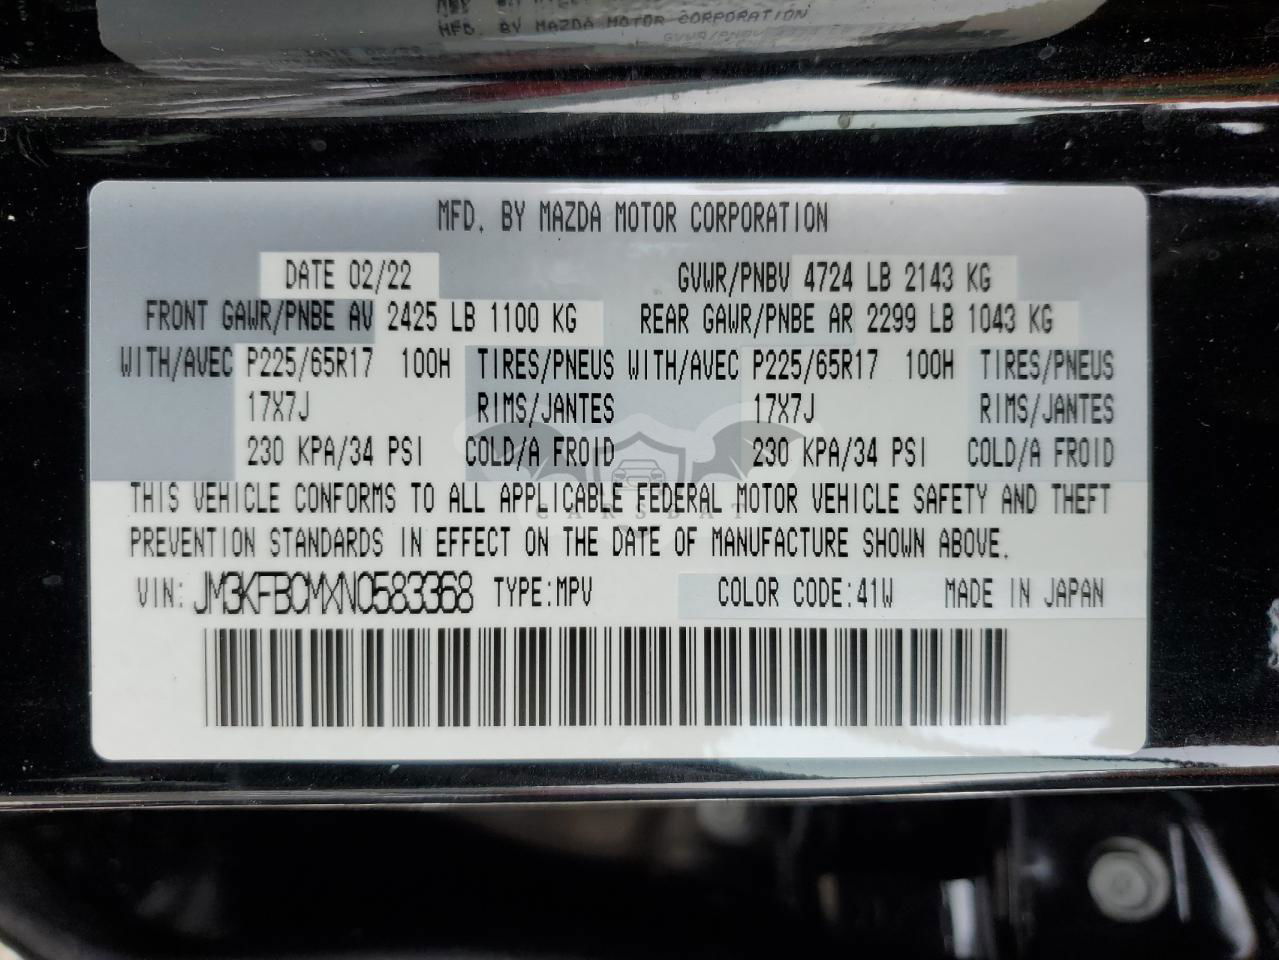 MFD. BY MAZDA MOTOR CORPORATION
MFD. BY MAZDA MOTOR CORPORATION
DATE 02/22 GVWR/PNBV 4724 LB 2143 KG
FRONT GAWR/PNBE AV 2425 LB 1100 KG REAR GAWR/PNBE AR 2299 LB 1043 KG
WITH/AVEC P225/65R17 100H TIRES/PNEUS WITH/AVEC P225/65R17 100H TIRES/PNEUS
17X7J RIMS/JANTES 17X7J RIMS/JANTES
230 KPA/34 PSI COLD/A FROID 230 KPA/34 PSI COLD/A FROID
THIS VEHICLE CONFORMS TO ALL APPLICABLE FEDERAL MOTOR VEHICLE SAFETY AND THEFT
CARSBAT
PREVENTION STANDARDS IN EFFECT ON THE DATE OF MANUFACTURE SHOWN ABOVE.
VIN: JM3KFBCMXN0583368 TYPE:MPV COLOR CODE:41W MADE IN JAPAN